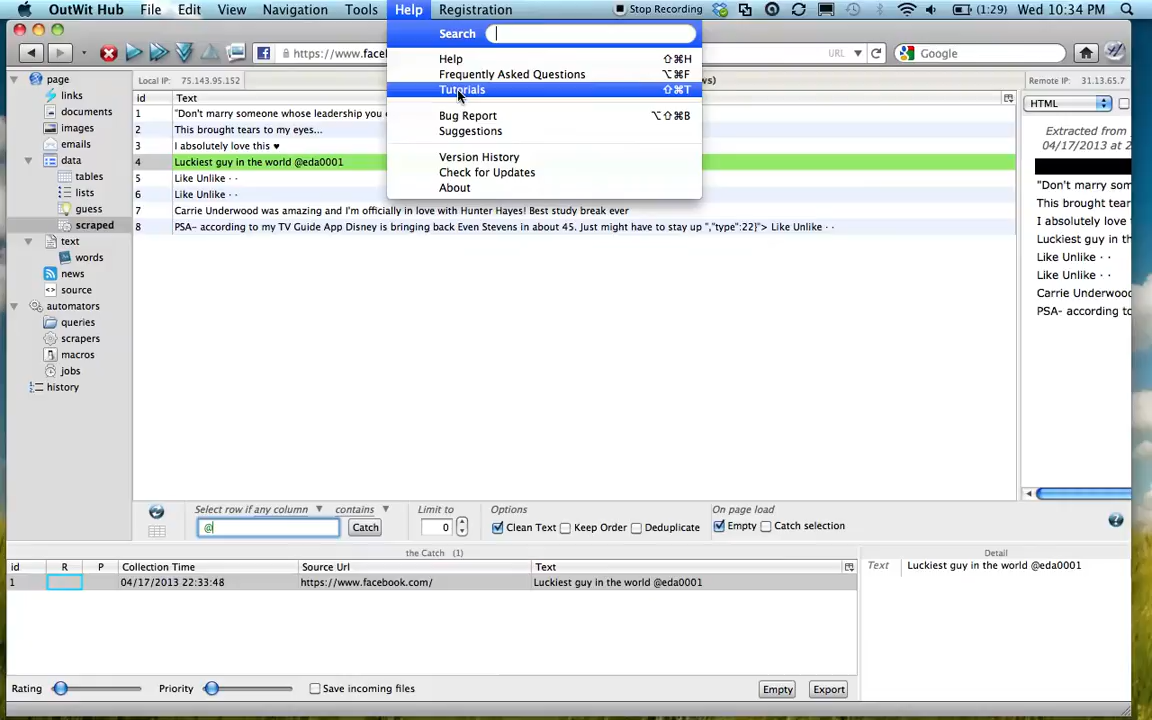 OutWit Hub File Edit View Navigation Tools Help Registration Stop Recording (1:29) Wed 10:34 PM
Search
Help ⇧⌘H
Frequently Asked Questions ⌥⌘F
Tutorials ⇧⌘T
Bug Report ⌥⇧⌘B
Suggestions
Version History
Check for Updates
About
https://www.facel URL Google
Local IP: 75.143.95.152 ws) Remote IP: 31.13.65.7
page
links
documents
images
emails
data
tables
lists
guess
scraped
text
words
news
source
automators
queries
scrapers
macros
jobs
history
id Text
1 "Don't marry someone whose leadership you
2 This brought tears to my eyes...
3 I absolutely love this ♥
4 Luckiest guy in the world @eda0001
5 Like Unlike · ·
6 Like Unlike · ·
7 Carrie Underwood was amazing and I'm officially in love with Hunter Hayes! Best study break ever
8 PSA- according to my TV Guide App Disney is bringing back Even Stevens in about 45. Just might have to stay up ","type":22}"> Like Unlike · ·
HTML
Extracted from
04/17/2013 at 2
"Don't marry som
This brought tear
I absolutely love t
Luckiest guy in th
Like Unlike · ·
Like Unlike · ·
Carrie Underwood
PSA- according to
Select row if any column contains Limit to Options On page load
@ Catch 0 Clean Text Keep Order Deduplicate Empty Catch selection
the Catch (1)
id R P Collection Time Source Url Text
1 04/17/2013 22:33:48 https://www.facebook.com/ Luckiest guy in the world @eda0001
Detail
Text Luckiest guy in the world @eda0001
Rating Priority Save incoming files Empty Export